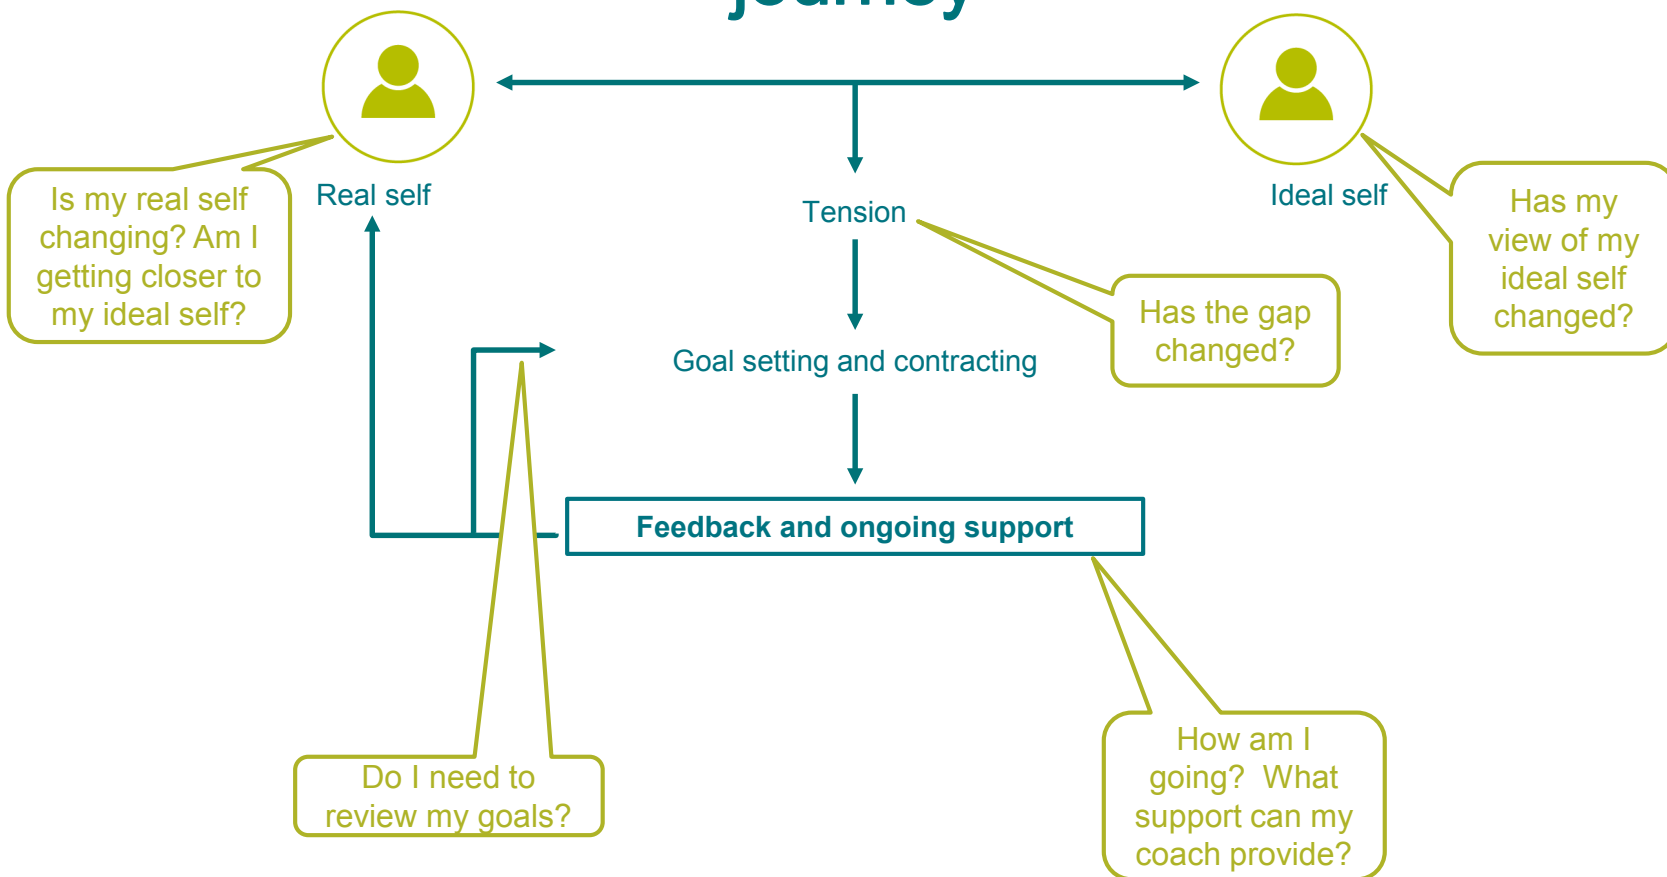 journey
Is my real self
changing? Am I
getting closer to
my ideal self?
Real self
Tension
Ideal self
Has my
view of my
ideal self
changed?
Has the gap
changed?
Goal setting and contracting
Feedback and ongoing support
Do I need to
review my goals?
How am I
going?  What
support can my
coach provide?